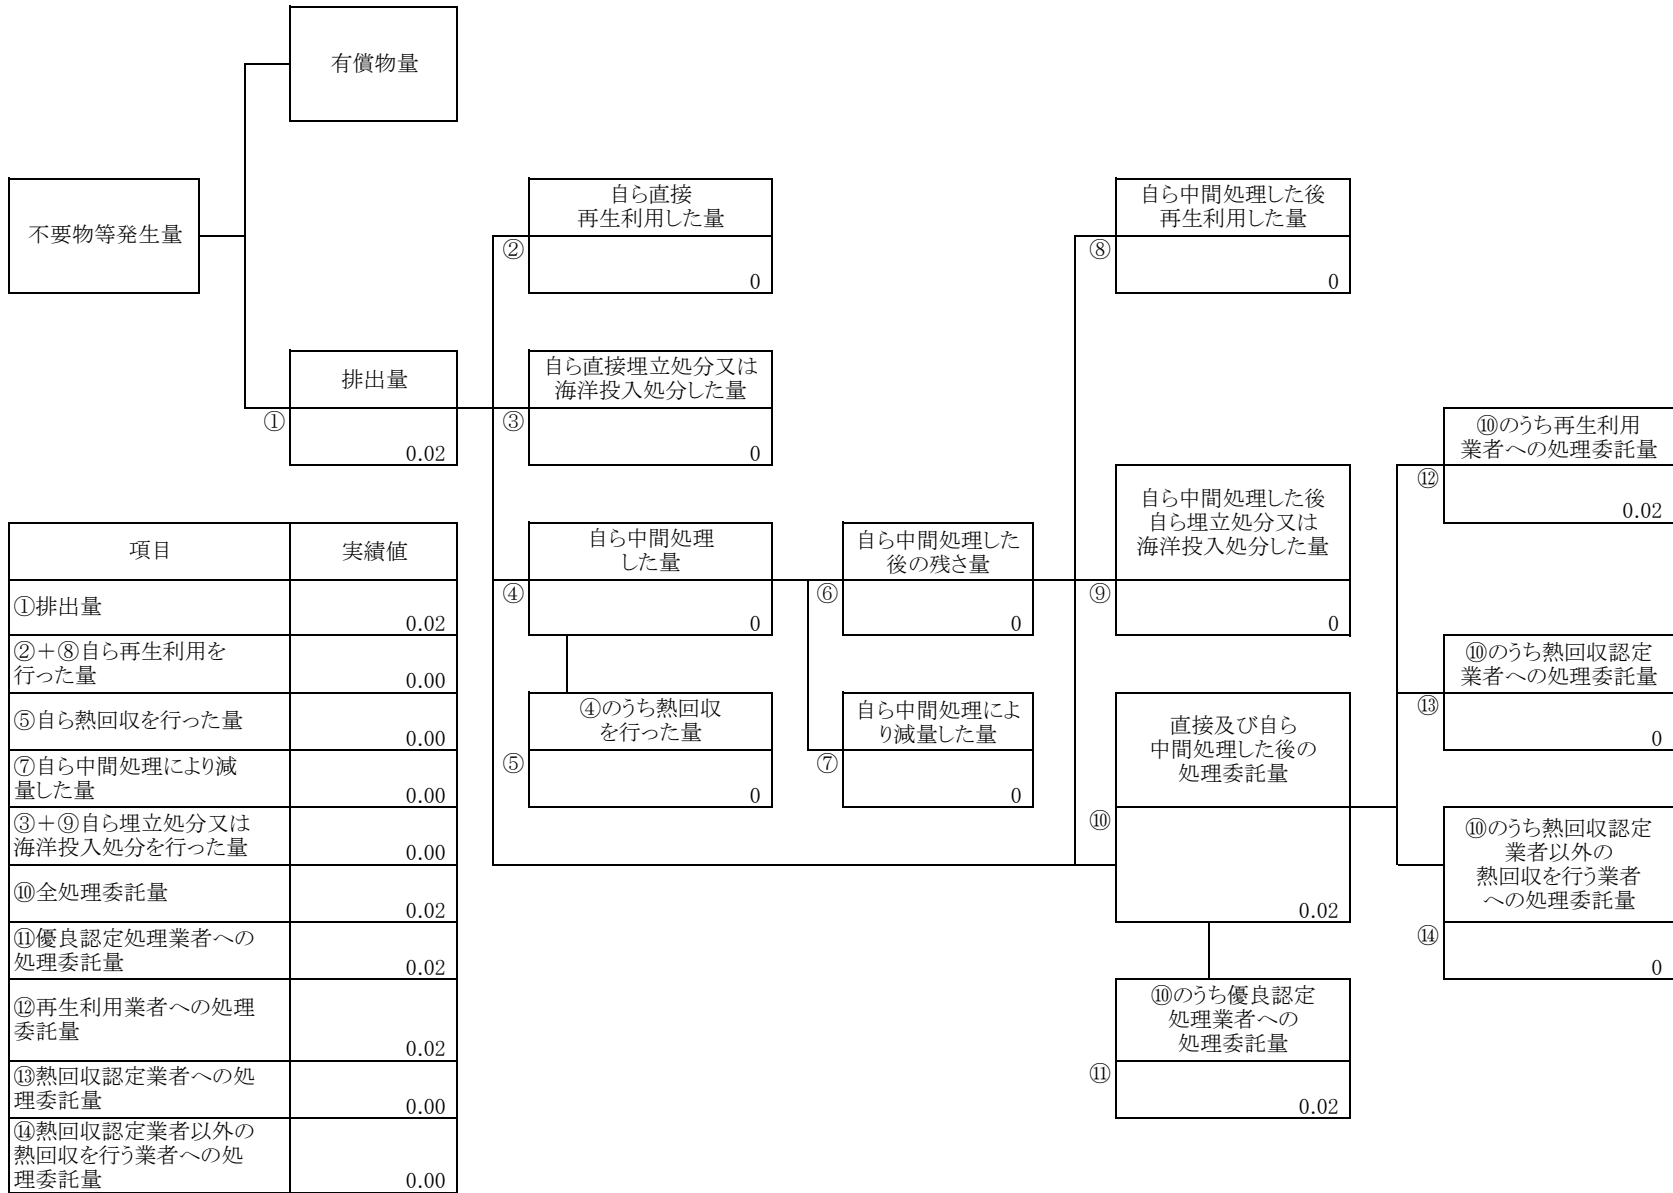 有償物量
不要物等発生量
自ら直接
再生利用した量
②
0
自ら中間処理した後
再生利用した量
⑧
0
排出量
①
0.02
自ら直接埋立処分又は
海洋投入処分した量
③
0
⑩のうち再生利用
業者への処理委託量
⑫
0.02
自ら中間処理した後
自ら埋立処分又は
海洋投入処分した量
⑨
0
自ら中間処理
した量
④
0
自ら中間処理した
後の残さ量
⑥
0
⑩のうち熱回収認定
業者への処理委託量
⑬
0
④のうち熱回収
を行った量
⑤
0
自ら中間処理によ
り減量した量
⑦
0
直接及び自ら
中間処理した後の
処理委託量
⑩
0.02
⑩のうち熱回収認定
業者以外の
熱回収を行う業者
への処理委託量
⑭
0
⑩のうち優良認定
処理業者への
処理委託量
⑪
0.02
項目 実績値
①排出量
0.02
②+⑧自ら再生利用を
行った量
0.00
⑤自ら熱回収を行った量
0.00
⑦自ら中間処理により減
量した量
0.00
③+⑨自ら埋立処分又は
海洋投入処分を行った量
0.00
⑩全処理委託量
0.02
⑪優良認定処理業者への
処理委託量
0.02
⑫再生利用業者への処理
委託量
0.02
⑬熱回収認定業者への処
理委託量
0.00
⑭熱回収認定業者以外の
熱回収を行う業者への処
理委託量
0.00